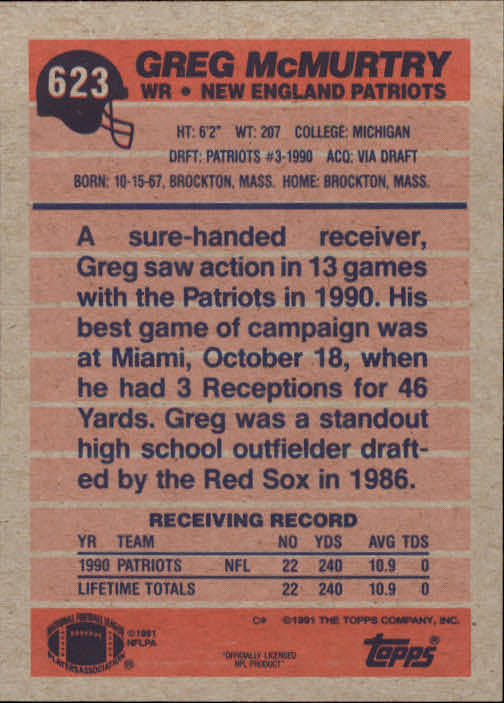 623
GREG McMURTRY
WR • NEW ENGLAND PATRIOTS
HT: 6'2" WT: 207 COLLEGE: MICHIGAN
DRFT: PATRIOTS #3-1990 ACQ: VIA DRAFT
BORN: 10-15-67, BROCKTON, MASS. HOME: BROCKTON, MASS.
A sure-handed receiver,
Greg saw action in 13 games
with the Patriots in 1990. His
best game of campaign was
at Miami, October 18, when
he had 3 Receptions for 46
Yards. Greg was a standout
high school outfielder draft-
ed by the Red Sox in 1986.
RECEIVING RECORD
YR TEAM NO YDS AVG TDS
1990 PATRIOTS NFL 22 240 10.9 0
LIFETIME TOTALS 22 240 10.9 0
C* ©1991 THE TOPPS COMPANY, INC.
NATIONAL FOOTBALL LEAGUE
PLAYERS ASSOCIATION ®
©1991
NFLPA
"OFFICIALLY LICENSED
NFL PRODUCT"
Topps®